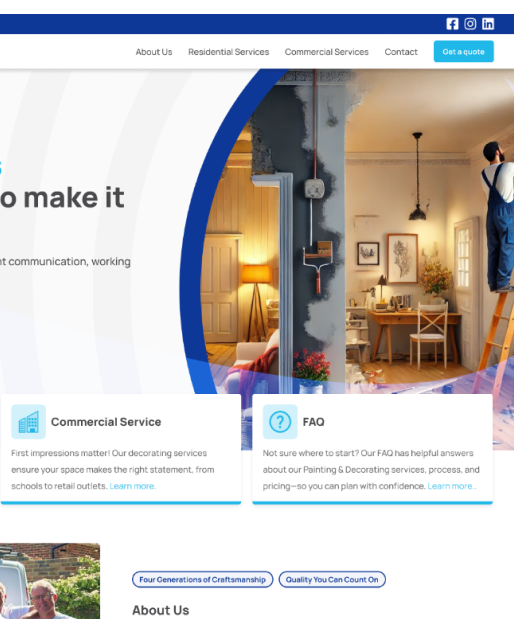 About Us Residential Services Commercial Services Contact Get a quote
o make it
nt communication, working
Commercial Service
First impressions matter! Our decorating services
ensure your space makes the right statement, from
schools to retail outlets. Learn more.
FAQ
Not sure where to start? Our FAQ has helpful answers
about our Painting & Decorating services, process, and
pricing—so you can plan with confidence. Learn more..
Four Generations of Craftsmanship Quality You Can Count On
About Us